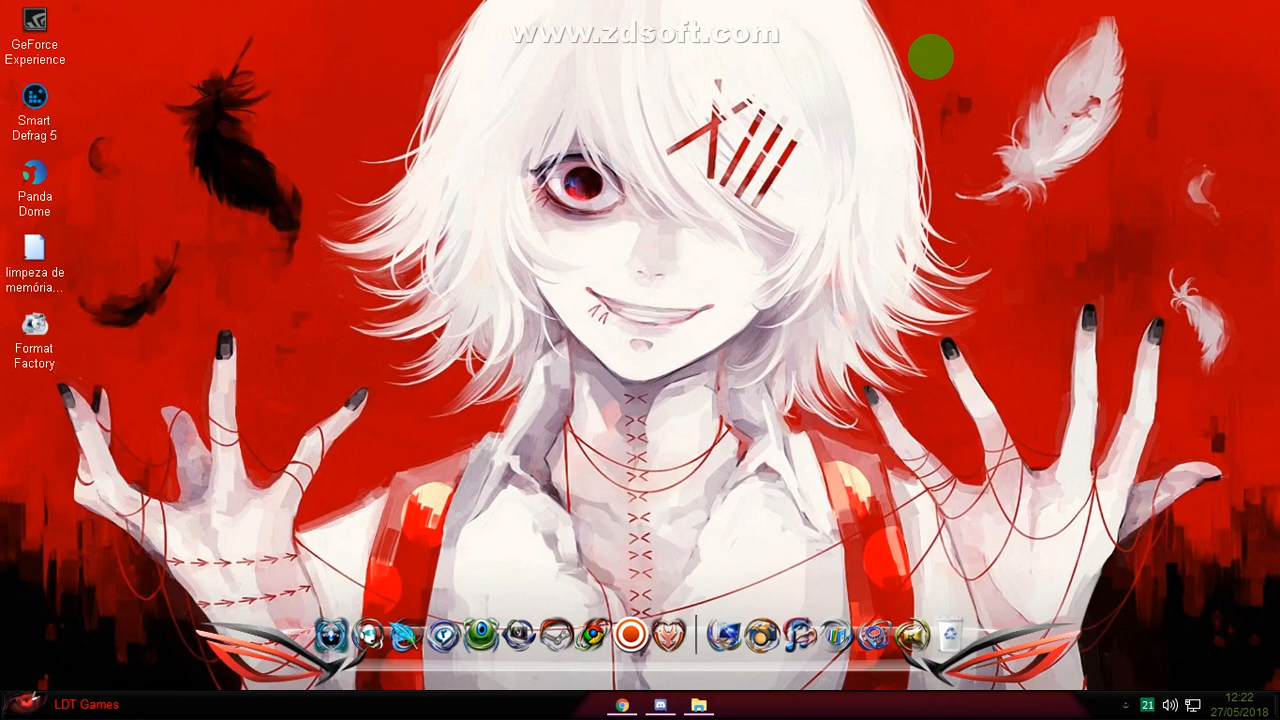 www.zdsoft.com
GeForce
Experience
Smart
Defrag 5
Panda
Dome
limpeza de
memória...
Format
Factory
LDT Games
21
12:22
27/05/2018